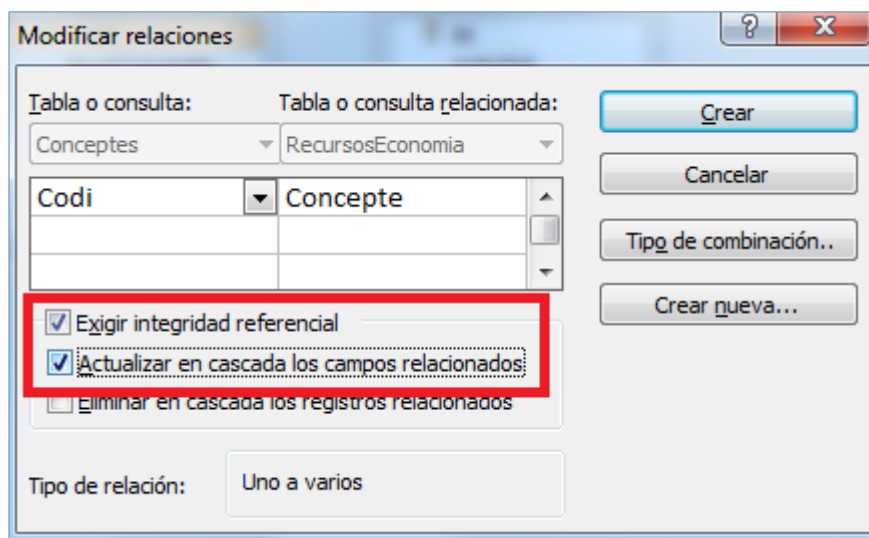 Modificar relaciones
Tabla o consulta: Tabla o consulta relacionada:
Conceptes RecursosEconomia
Codi Concepte
Exigir integridad referencial
Actualizar en cascada los campos relacionados
Eliminar en cascada los registros relacionados
Tipo de relación: Uno a varios
Crear
Cancelar
Tipo de combinación..
Crear nueva...